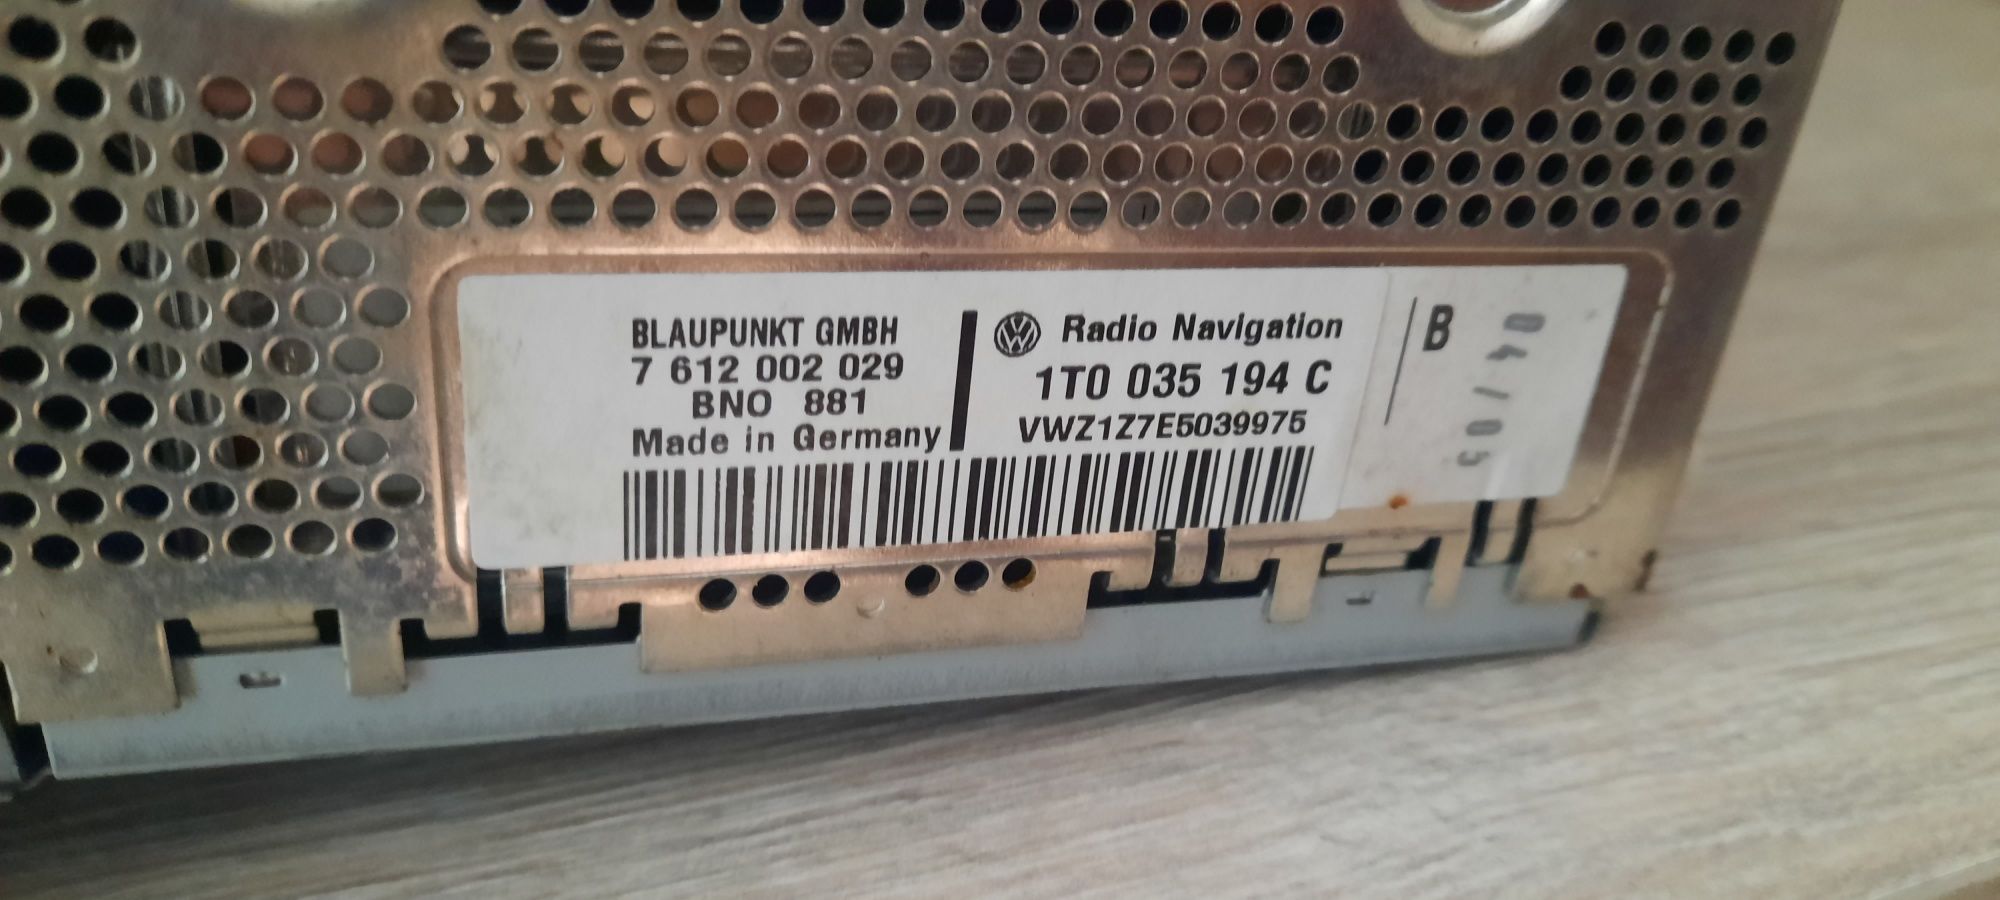 BLAUPUNKT GMBH
7 612 002 029
BNO 881
Made in Germany
Radio Navigation
1T0 035 194 C
VWZ1Z7E5039975
B
04/05